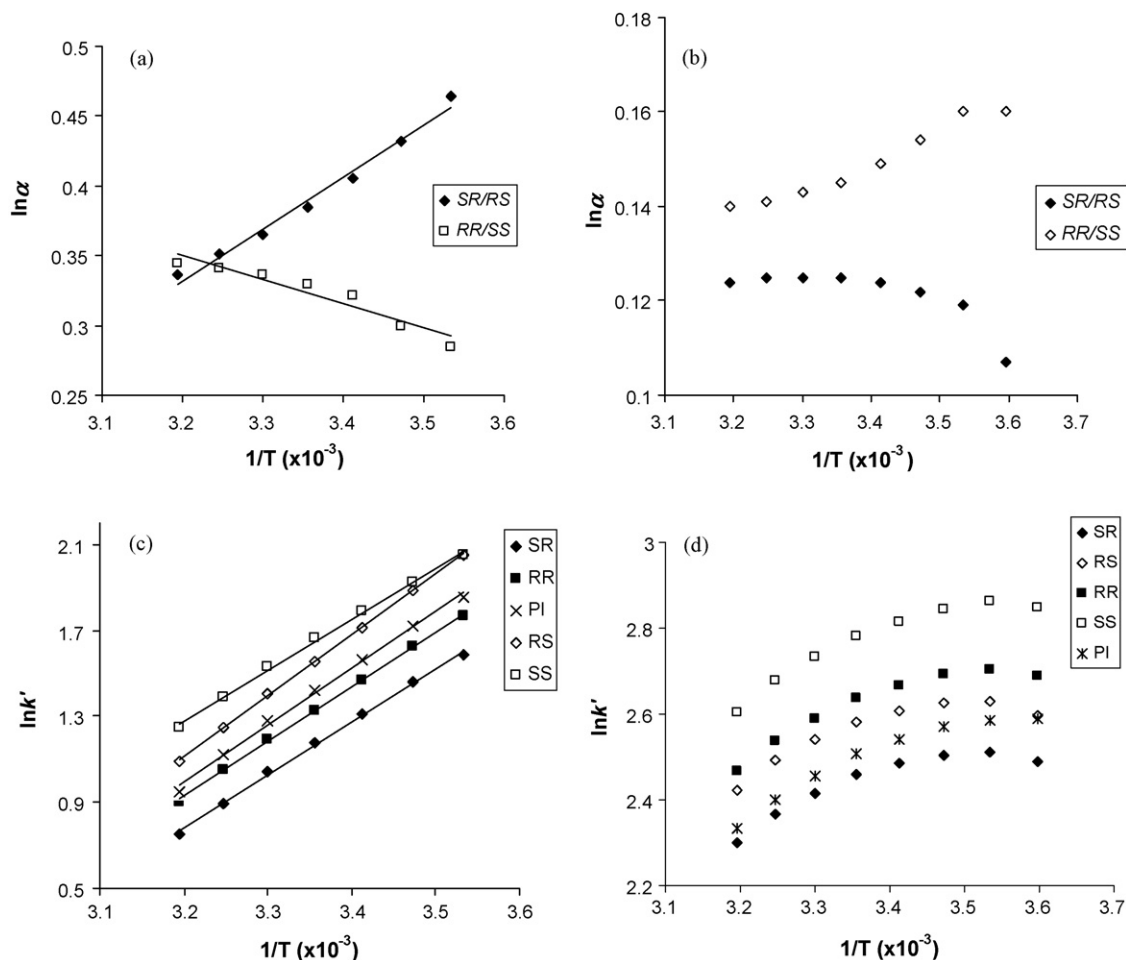 (a)
0.5
0.45
0.4
0.35
0.3
0.25
lnα
3.1 3.2 3.3 3.4 3.5 3.6
1/T (x10⁻³)
SR/RS
RR/SS
(b)
0.18
0.16
0.14
0.12
0.1
lnα
3.1 3.2 3.3 3.4 3.5 3.6 3.7
1/T (x10⁻³)
SR/RS
RR/SS
(c)
2.1
1.7
1.3
0.9
0.5
lnk'
3.1 3.2 3.3 3.4 3.5 3.6
1/T (x10⁻³)
SR
RR
PI
RS
SS
(d)
3
2.8
2.6
2.4
2.2
lnk'
3.1 3.2 3.3 3.4 3.5 3.6 3.7
1/T (x10⁻³)
SR
RS
RR
SS
PI